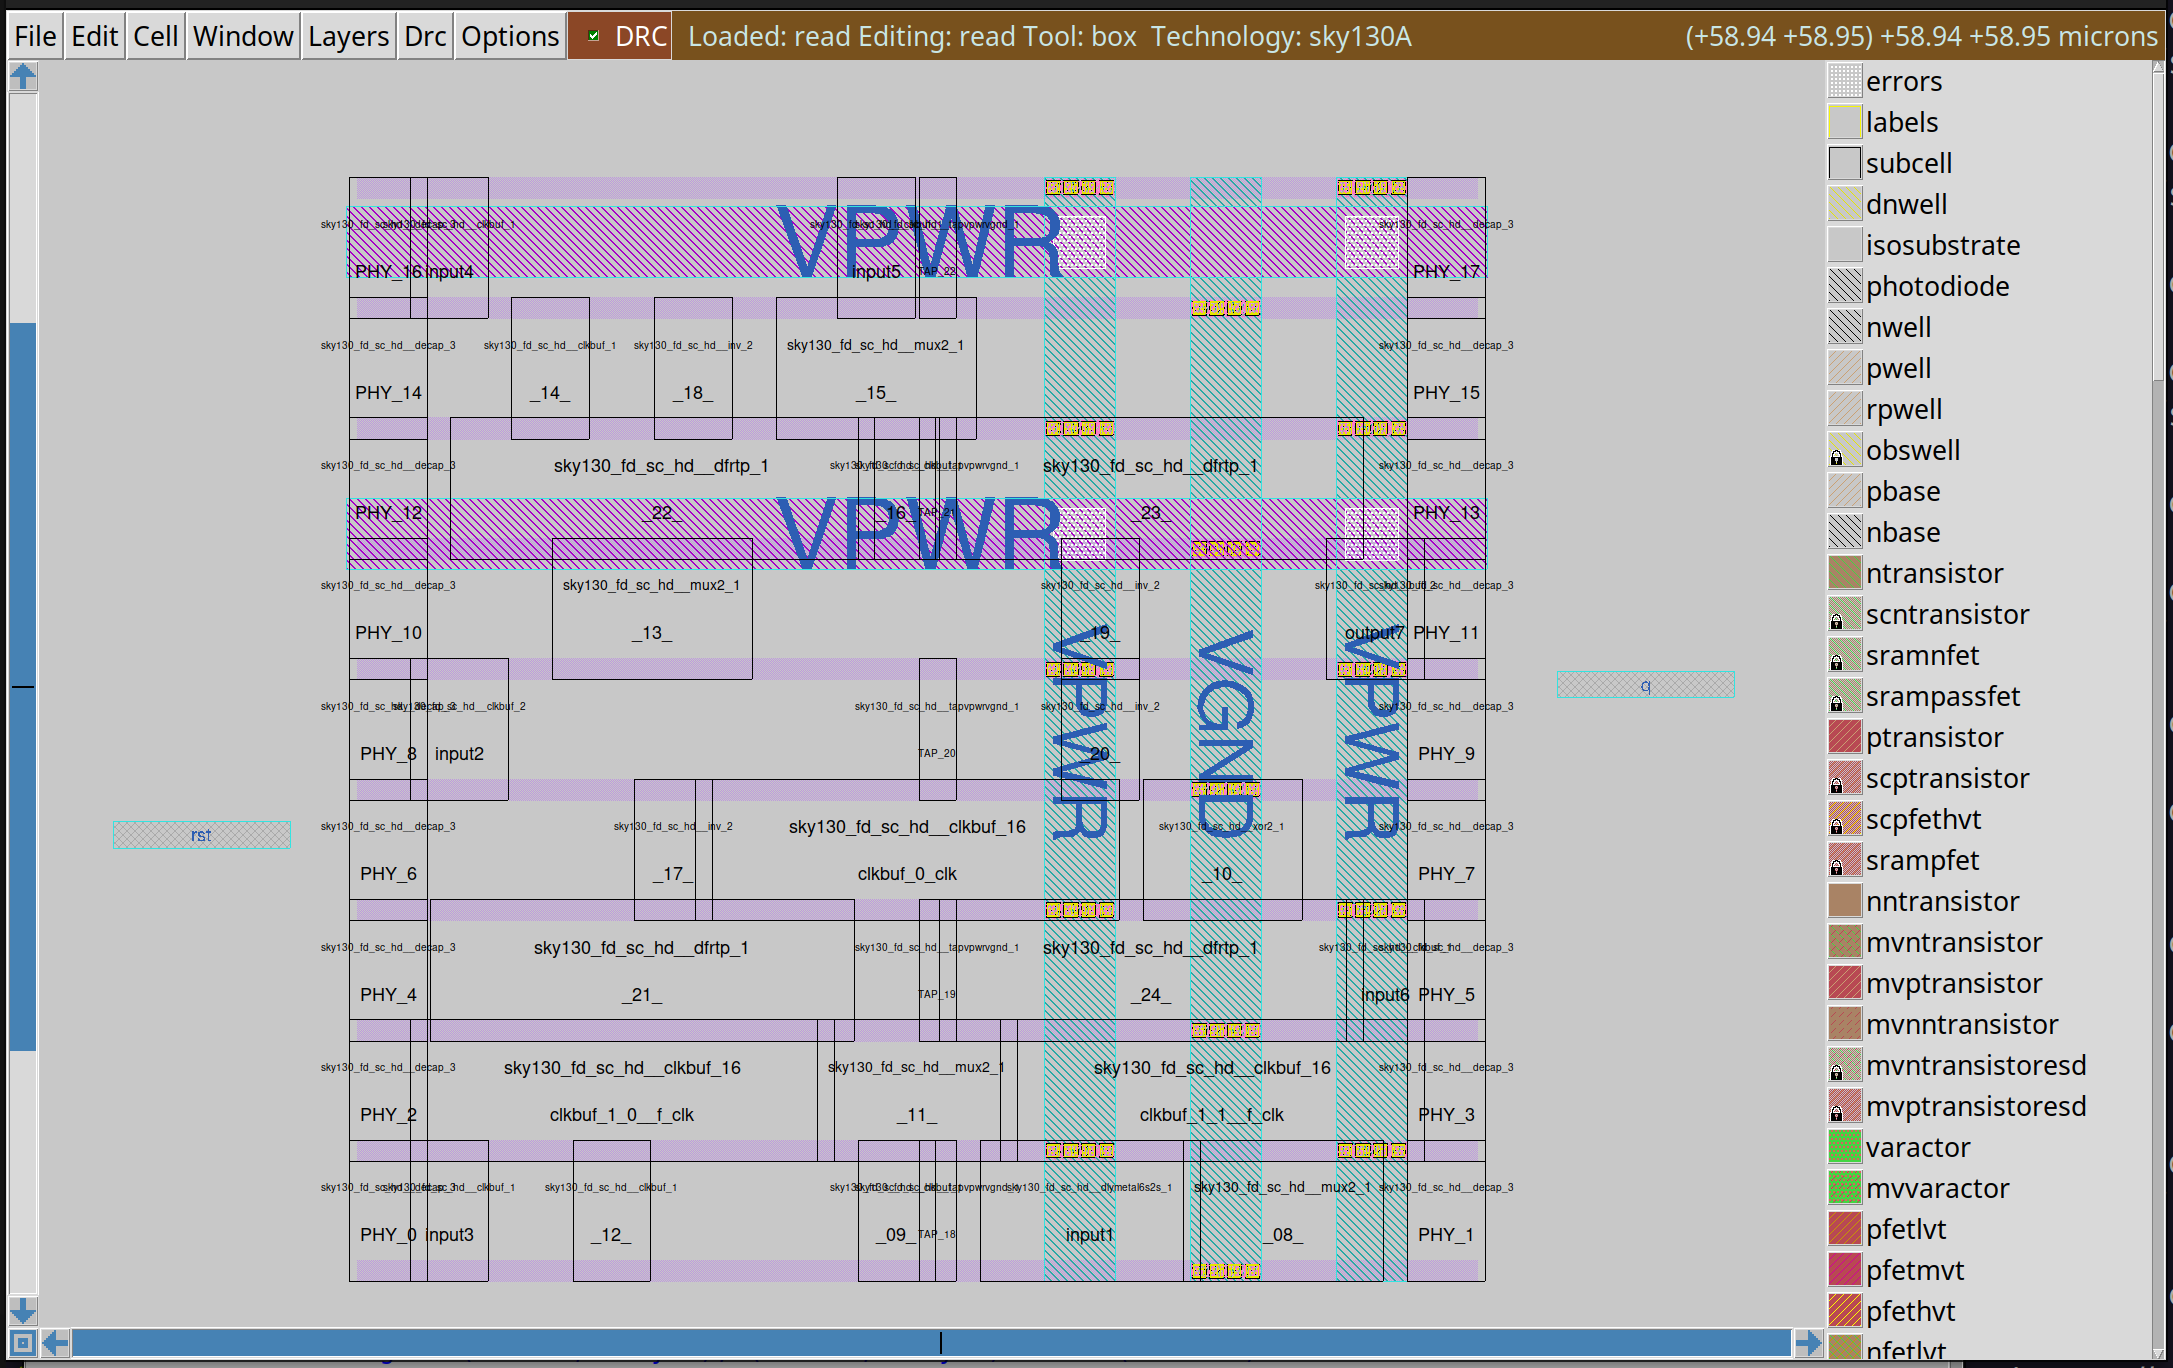 File Edit Cell Window Layers Drc Options DRC Loaded: read Editing: read Tool: box Technology: sky130A (+58.94 +58.95) +58.94 +58.95 microns
VPWR
PHY_16 input4 input5 TAP_22 PHY_17
sky130_fd_sc_hd__decap_3
sky130_fd_sc_hd__decap_3 sky130_fd_sc_hd__clkbuf_1 sky130_fd_sc_hd__inv_2 sky130_fd_sc_hd__mux2_1 sky130_fd_sc_hd__decap_3
PHY_14 _14_ _18_ _15_ PHY_15
sky130_fd_sc_hd__decap_3 sky130_fd_sc_hd__dfrtp_1 sky130_fd_sc_hd__dfrtp_1 sky130_fd_sc_hd__decap_3
VPWR
PHY_12 _22_ _16_ TAP_21 _23_ PHY_13
sky130_fd_sc_hd__decap_3 sky130_fd_sc_hd__mux2_1 sky130_fd_sc_hd__inv_2
PHY_10 _13_ _19_ output7 PHY_11
VPWR
VGND
VPWR
q
sky130_fd_sc_hd__tapvpwrvgnd_1 sky130_fd_sc_hd__inv_2 sky130_fd_sc_hd__decap_3
PHY_8 input2 TAP_20 _20_ PHY_9
rst
sky130_fd_sc_hd__decap_3 sky130_fd_sc_hd__inv_2 sky130_fd_sc_hd__clkbuf_16 sky130_fd_sc_hd__xor2_1 sky130_fd_sc_hd__decap_3
PHY_6 _17_ clkbuf_0_clk _10_ PHY_7
sky130_fd_sc_hd__decap_3 sky130_fd_sc_hd__dfrtp_1 sky130_fd_sc_hd__tapvpwrvgnd_1 sky130_fd_sc_hd__dfrtp_1
PHY_4 _21_ TAP_19 _24_ input6 PHY_5
sky130_fd_sc_hd__decap_3 sky130_fd_sc_hd__clkbuf_16 sky130_fd_sc_hd__mux2_1 sky130_fd_sc_hd__clkbuf_16 sky130_fd_sc_hd__decap_3
PHY_2 clkbuf_1_0__f_clk _11_ clkbuf_1_1__f_clk PHY_3
sky130_fd_sc_hd__clkbuf_1 sky130_fd_sc_hd__dlymetal6s2s_1 sky130_fd_sc_hd__mux2_1 sky130_fd_sc_hd__decap_3
PHY_0 input3 _12_ _09_ TAP_18 input1 _08_ PHY_1
errors
labels
subcell
dnwell
isosubstrate
photodiode
nwell
pwell
rpwell
obswell
pbase
nbase
ntransistor
scntransistor
sramnfet
srampassfet
ptransistor
scptransistor
scpfethvt
srampfet
nntransistor
mvntransistor
mvptransistor
mvnntransistor
mvntransistoresd
mvptransistoresd
varactor
mvvaractor
pfetlvt
pfetmvt
pfethvt
nfetlvt